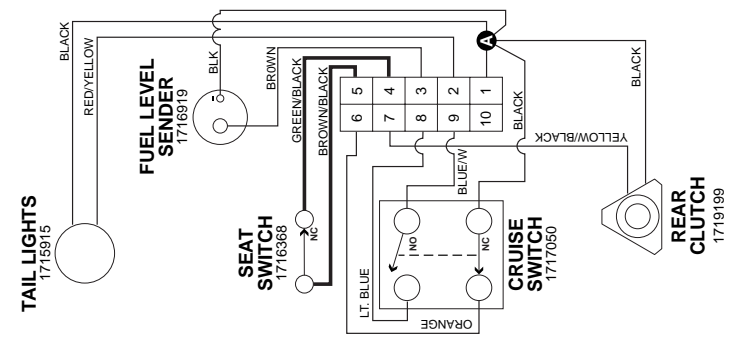 BLACK
RED/YELLOW
TAIL LIGHTS
1715915
FUEL LEVEL
SENDER
1716919
-
BLK
BROWN
GREEN/BLACK
BROWN/BLACK
SEAT
SWITCH
1716368
NC
5
4
3
2
1
6
7
8
9
10
A
BLACK
BLACK
YELLOW/BLACK
BLUE/W
LT. BLUE
ORANGE
NO
NC
CRUISE
SWITCH
1717050
REAR
CLUTCH
1719199